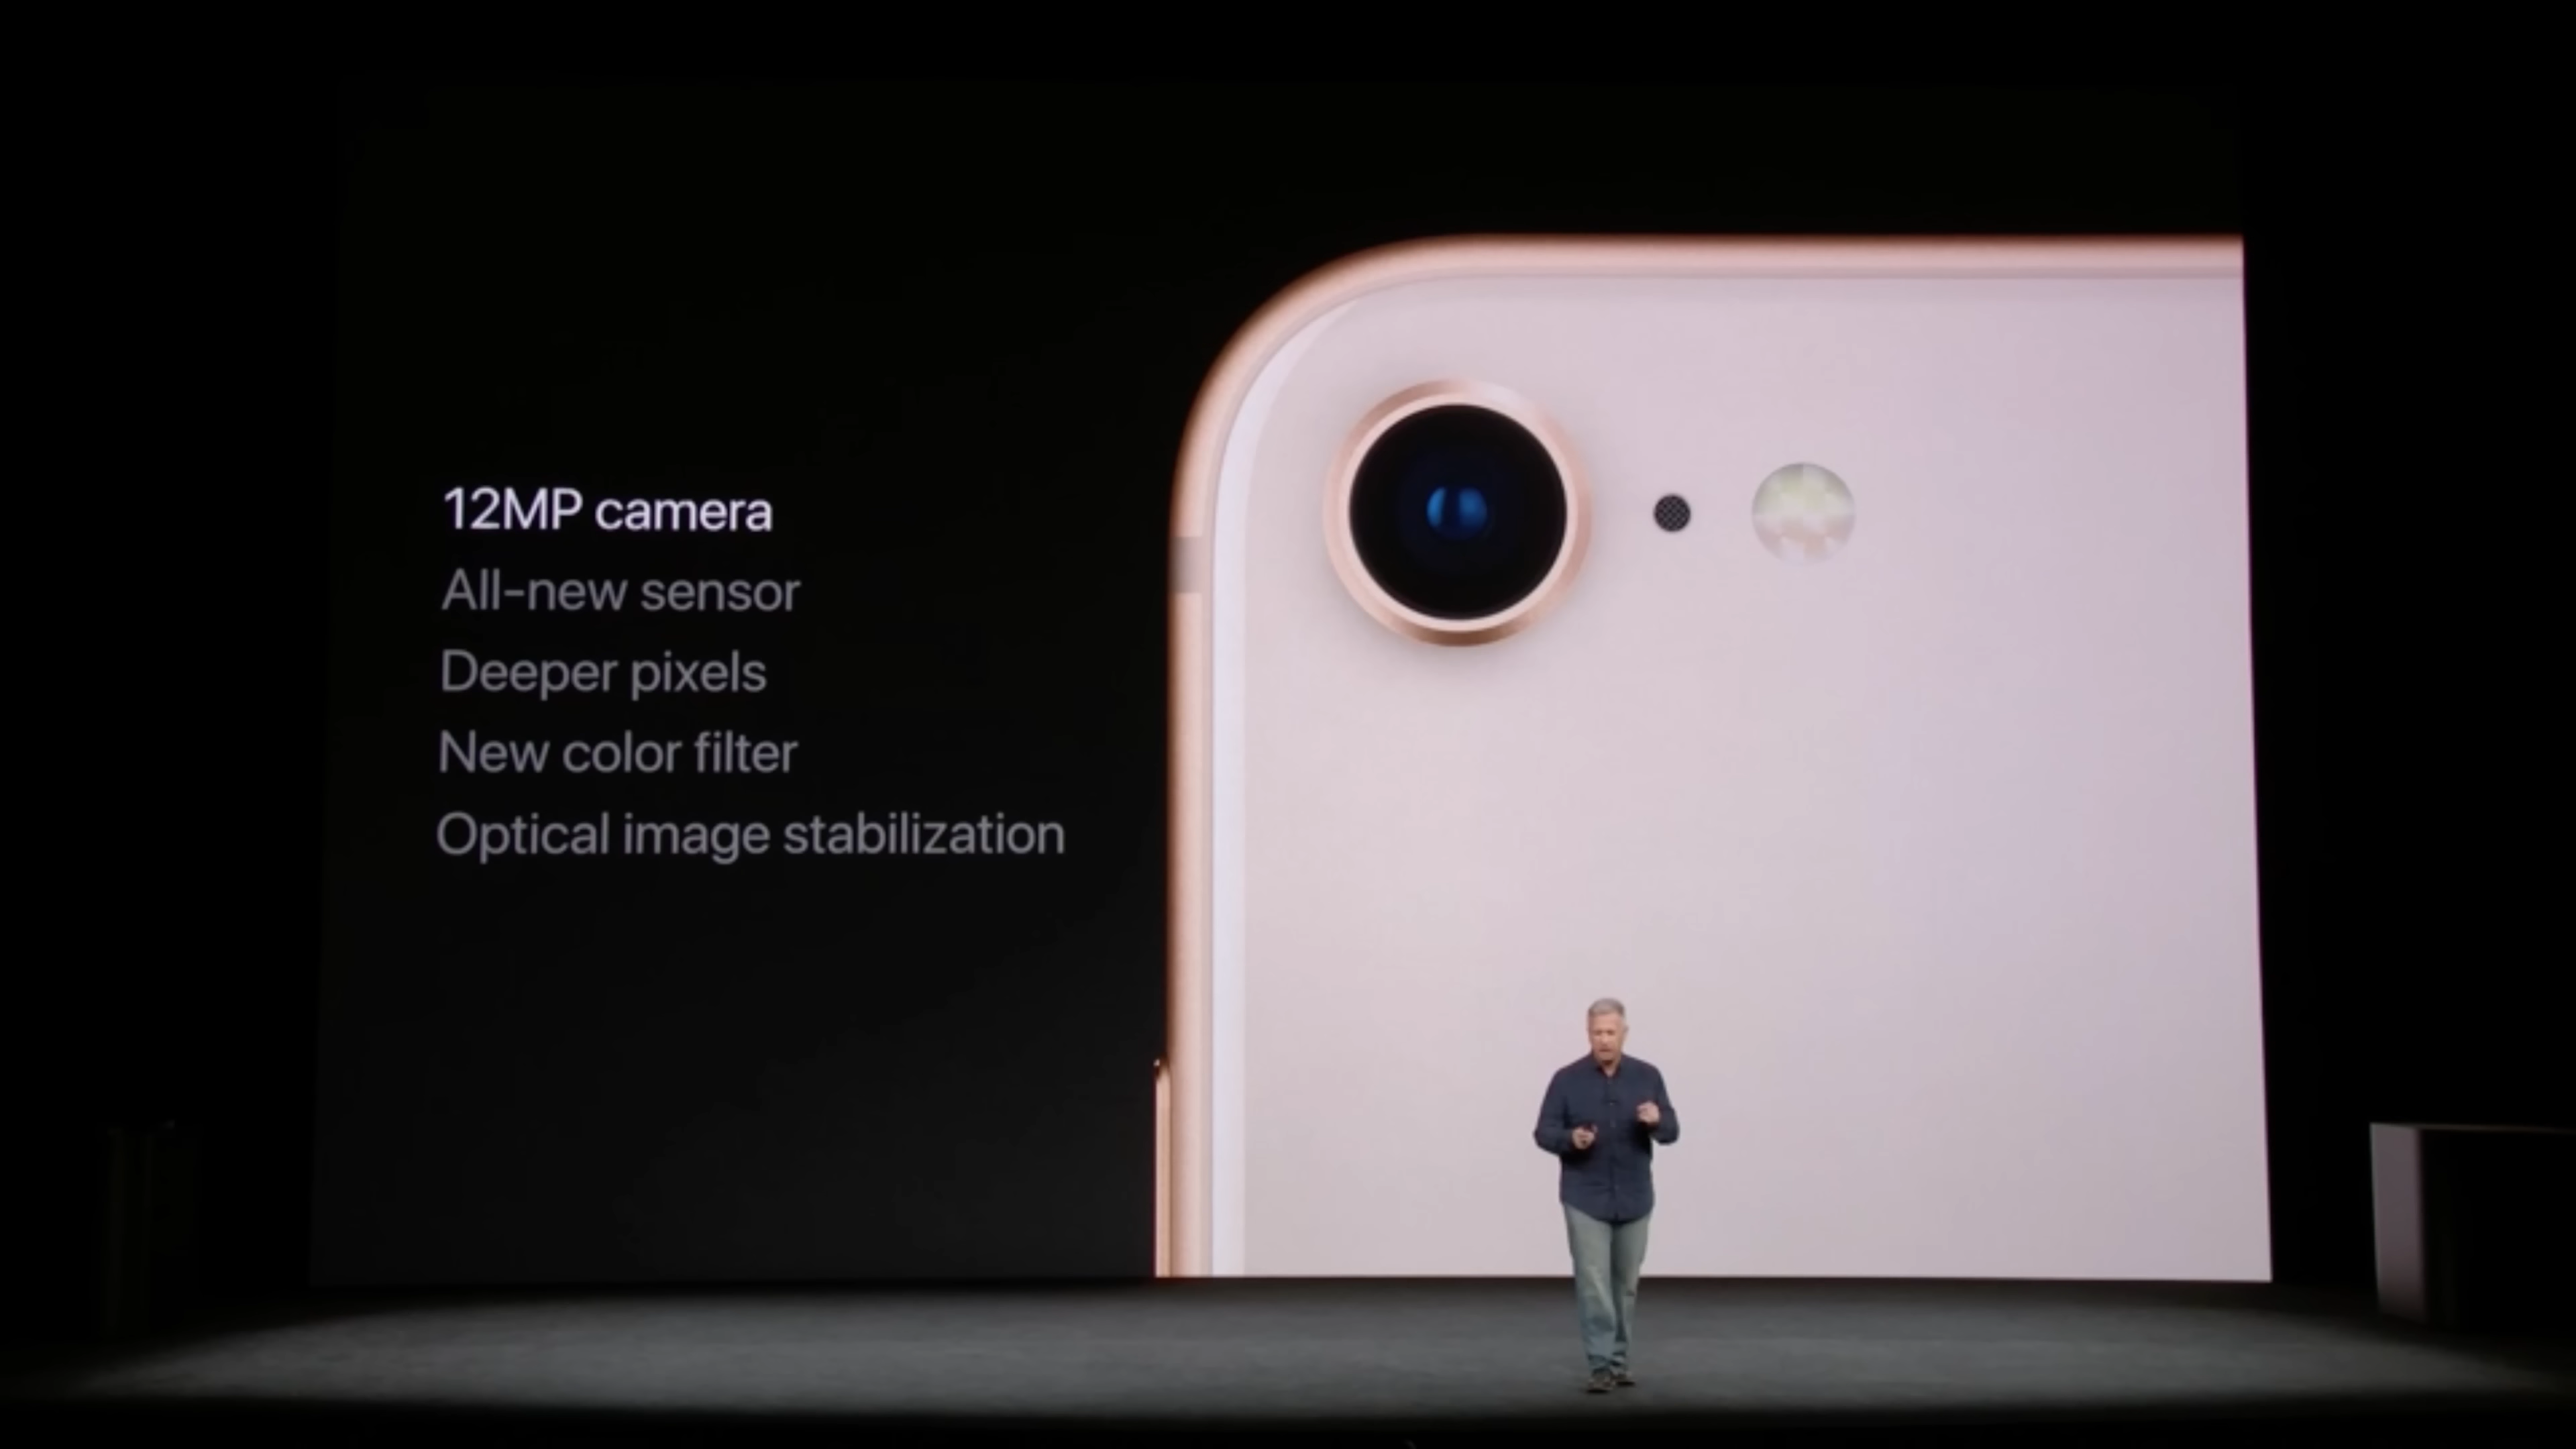 12MP camera
All-new sensor
Deeper pixels
New color filter
Optical image stabilization